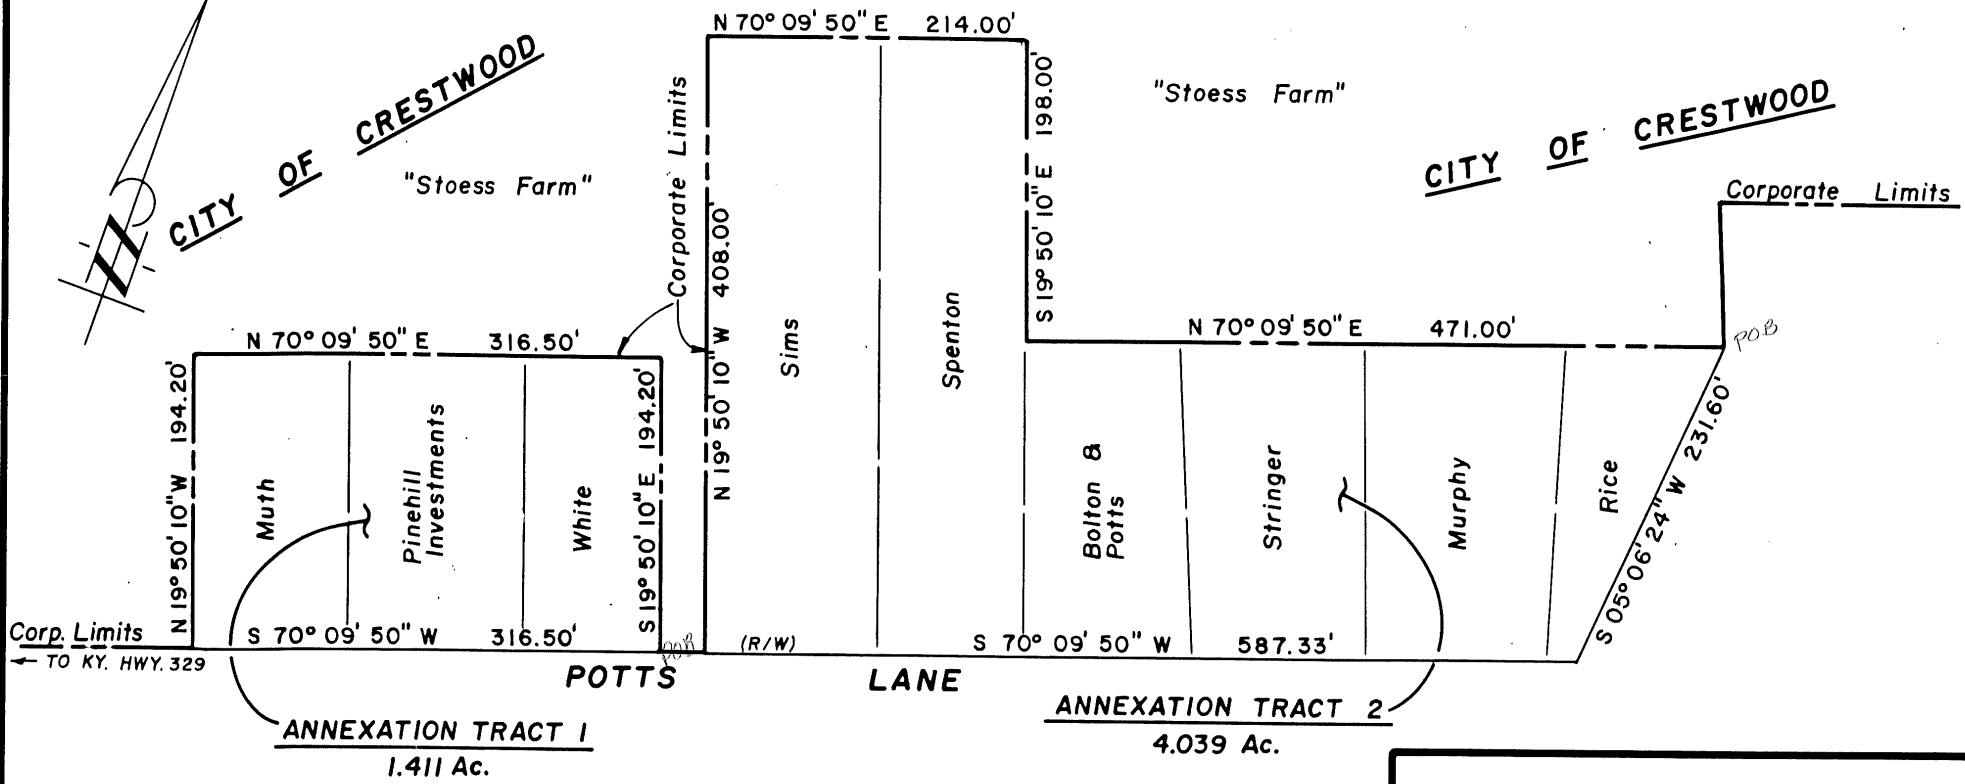 N 70° 09' 50" E 214.00'
CITY OF CRESTWOOD
"Stoess Farm"
Corporate Limits
N 19° 50' 10" W 408.00'
S 19° 50' 10" E 198.00'
"Stoess Farm"
CITY OF CRESTWOOD
Corporate Limits
N 70° 09' 50" E 316.50'
N 19° 50' 10" W 194.20'
S 19° 50' 10" E 194.20'
Muth
Pinehill
Investments
White
Sims
Spenton
N 70° 09' 50" E 471.00'
POB
Bolton &
Potts
Stringer
Murphy
Rice
S 05° 06' 24" W 231.60'
Corp. Limits
← TO KY. HWY. 329
S 70° 09' 50" W 316.50'
POB
(R/W)
S 70° 09' 50" W 587.33'
POTTS LANE
ANNEXATION TRACT 1
1.411 Ac.
ANNEXATION TRACT 2
4.039 Ac.